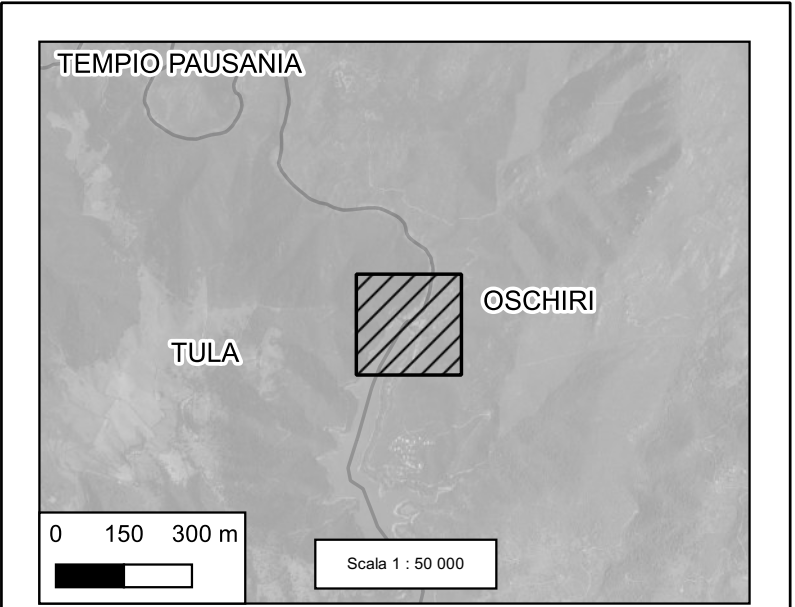 TEMPIO PAUSANIA
OSCHIRI
TULA
0 150 300 m
Scala 1 : 50 000